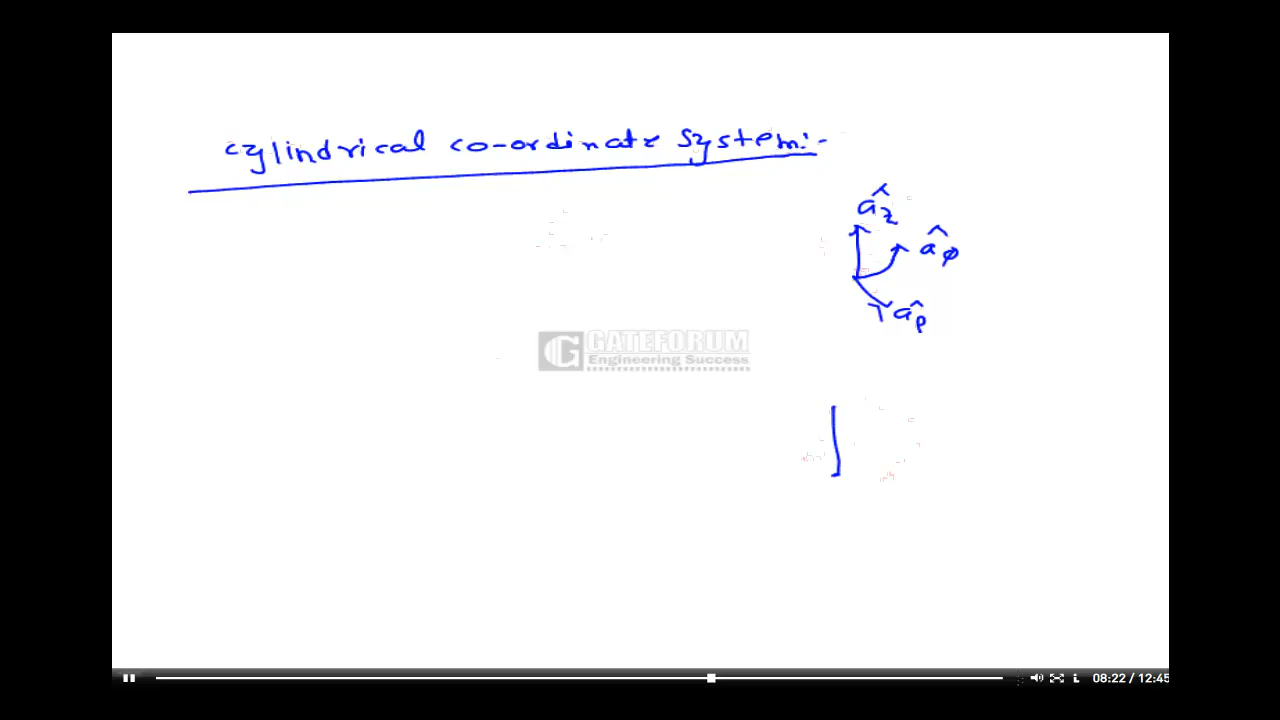 cylindrical co-ordinate system:-
âz
âφ
âρ
GATEFORUM
Engineering Success
08:22 / 12:45